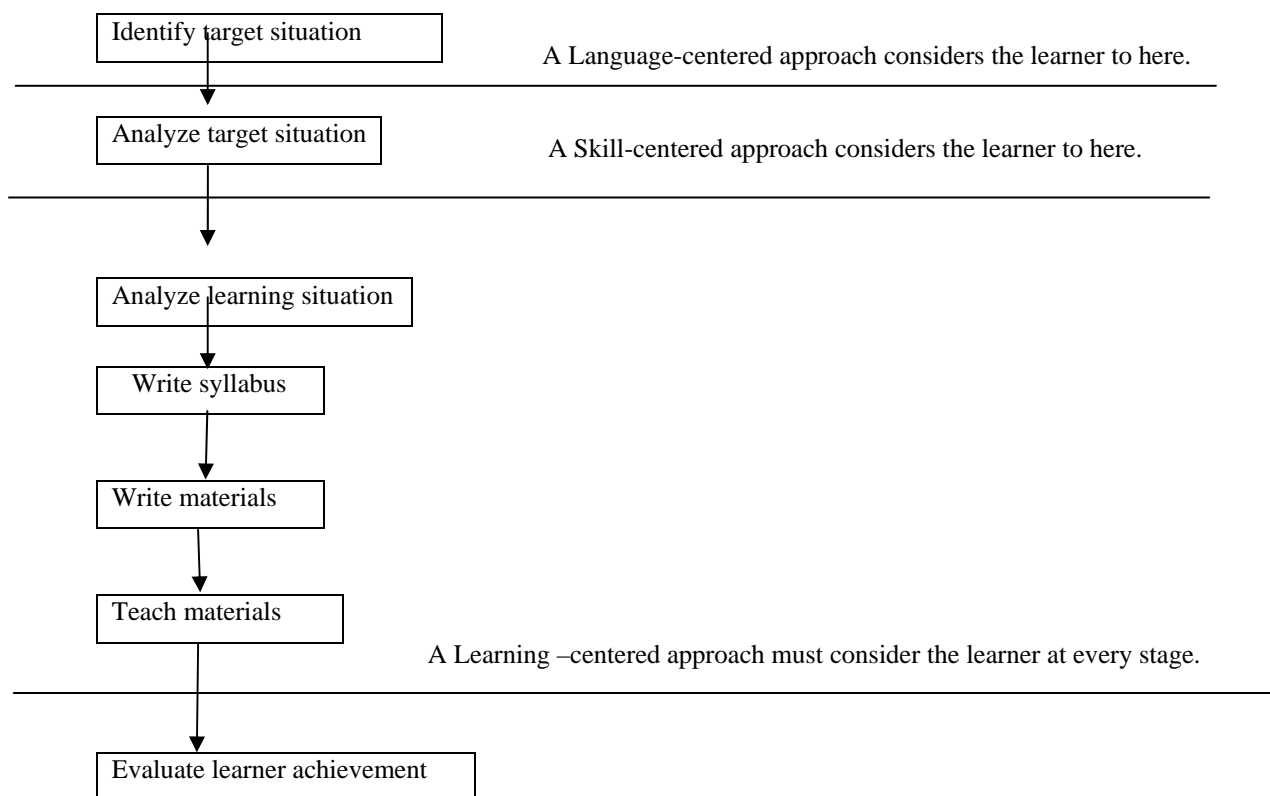 Identify target situation
A Language-centered approach considers the learner to here.
Analyze target situation
A Skill-centered approach considers the learner to here.
Analyze learning situation
Write syllabus
Write materials
Teach materials
A Learning –centered approach must consider the learner at every stage.
Evaluate learner achievement